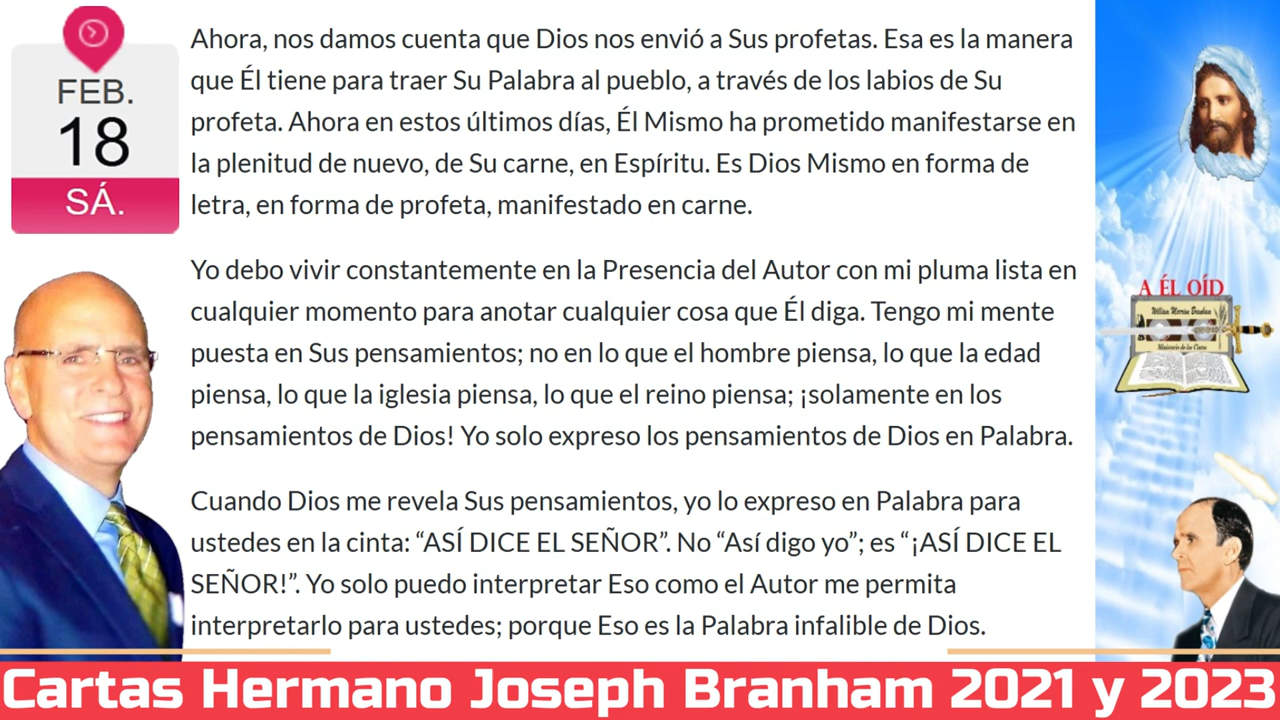 FEB.
18
SÁ.
Ahora, nos damos cuenta que Dios nos envió a Sus profetas. Esa es la manera
que Él tiene para traer Su Palabra al pueblo, a través de los labios de Su
profeta. Ahora en estos últimos días, Él Mismo ha prometido manifestarse en
la plenitud de nuevo, de Su carne, en Espíritu. Es Dios Mismo en forma de
letra, en forma de profeta, manifestado en carne.
Yo debo vivir constantemente en la Presencia del Autor con mi pluma lista en
cualquier momento para anotar cualquier cosa que Él diga. Tengo mi mente
puesta en Sus pensamientos; no en lo que el hombre piensa, lo que la edad
piensa, lo que la iglesia piensa, lo que el reino piensa; ¡solamente en los
pensamientos de Dios! Yo solo expreso los pensamientos de Dios en Palabra.
Cuando Dios me revela Sus pensamientos, yo lo expreso en Palabra para
ustedes en la cinta: “ASÍ DICE EL SEÑOR”. No “Así digo yo”; es “¡ASÍ DICE EL
SEÑOR!”. Yo solo puedo interpretar Eso como el Autor me permita
interpretarlo para ustedes; porque Eso es la Palabra infalible de Dios.
A ÉL OÍD
William Marrion Branham
Cartas Hermano Joseph Branham 2021 y 2023